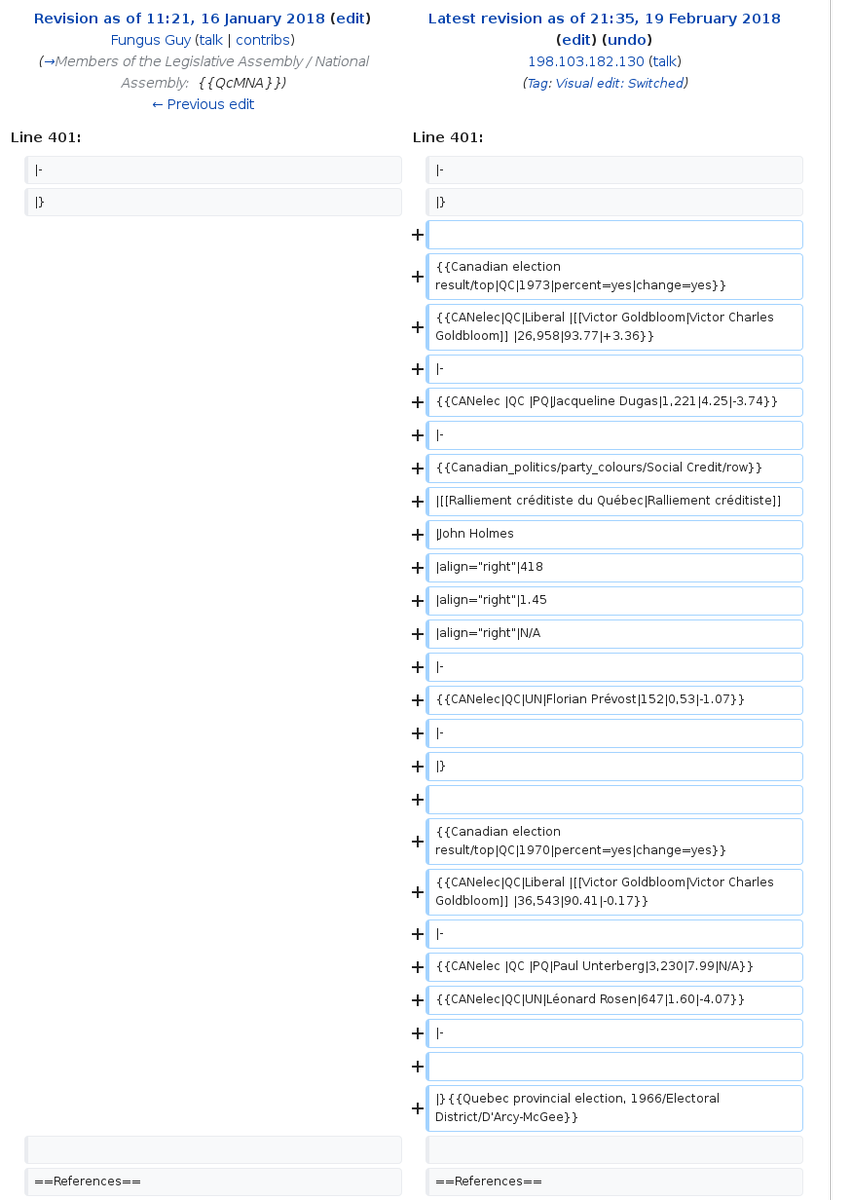 Revision as of 11:21, 16 January 2018 (edit)
Fungus Guy (talk | contribs)
(→Members of the Legislative Assembly / National
Assembly: {{QcMNA}})
← Previous edit
Latest revision as of 21:35, 19 February 2018
(edit) (undo)
198.103.182.130 (talk)
(Tag: Visual edit: Switched)
Line 401:
Line 401:
|-
|-
|}
|}
+
+ {{Canadian election
result/top|QC|1973|percent=yes|change=yes}}
+ {{CANelec|QC|Liberal |[[Victor Goldbloom|Victor Charles
Goldbloom]] |26,958|93.77|+3.36}}
+ |-
+ {{CANelec |QC |PQ|Jacqueline Dugas|1,221|4.25|-3.74}}
+ |-
+ {{Canadian_politics/party_colours/Social Credit/row}}
+ |[[Ralliement créditiste du Québec|Ralliement créditiste]]
+ |John Holmes
+ |align="right"|418
+ |align="right"|1.45
+ |align="right"|N/A
+ |-
+ {{CANelec|QC|UN|Florian Prévost|152|0,53|-1.07}}
+ |-
+ |}
+
+ {{Canadian election
result/top|QC|1970|percent=yes|change=yes}}
+ {{CANelec|QC|Liberal |[[Victor Goldbloom|Victor Charles
Goldbloom]] |36,543|90.41|-0.17}}
+ |-
+ {{CANelec |QC |PQ|Paul Unterberg|3,230|7.99|N/A}}
+ {{CANelec|QC|UN|Léonard Rosen|647|1.60|-4.07}}
+ |-
+
+ |} {{Quebec provincial election, 1966/Electoral
District/D'Arcy-McGee}}
==References==
==References==